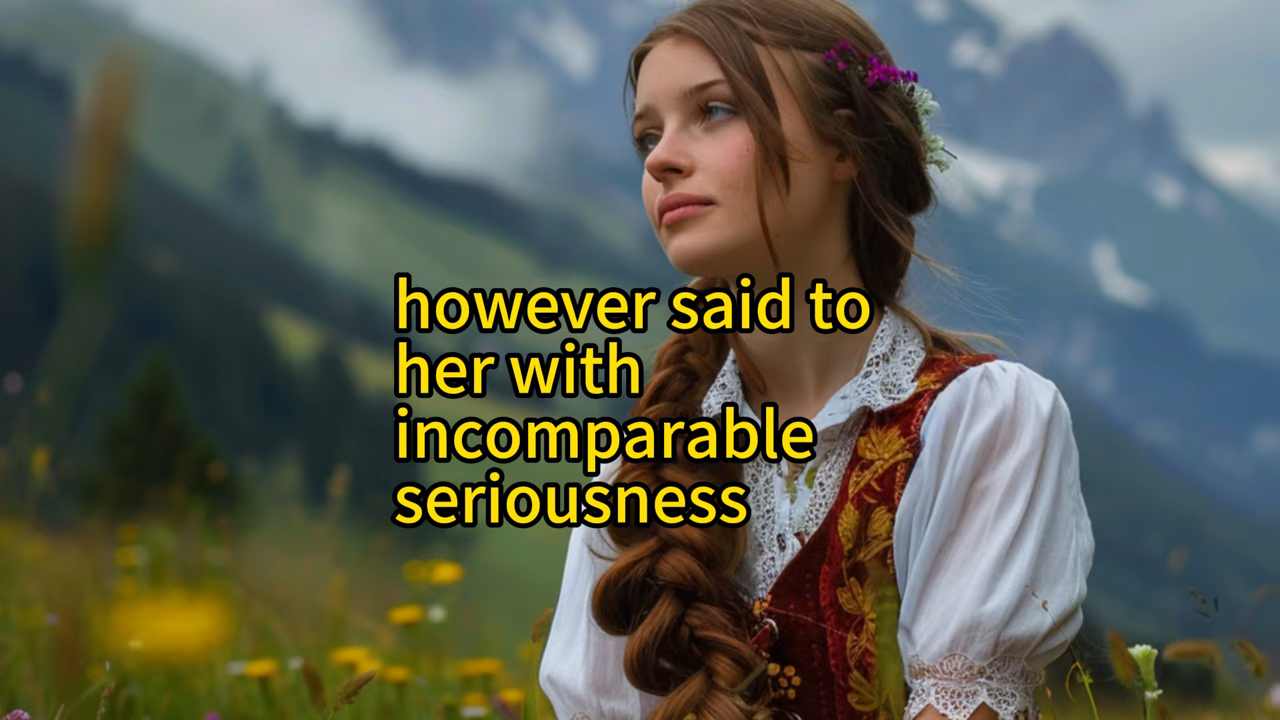 however said to
her with
incomparable
seriousness